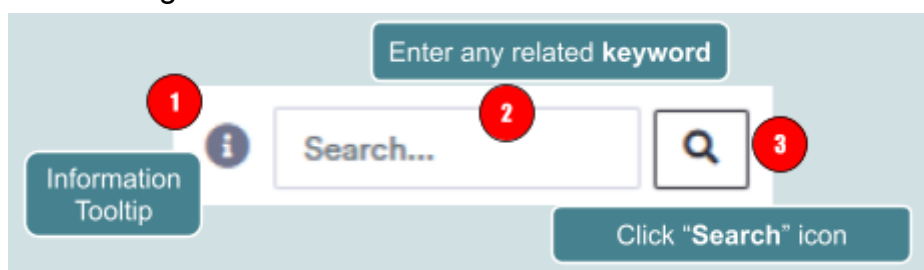 Enter any related keyword
1
2
i
Search...
3
Information
Tooltip
Click “Search” icon